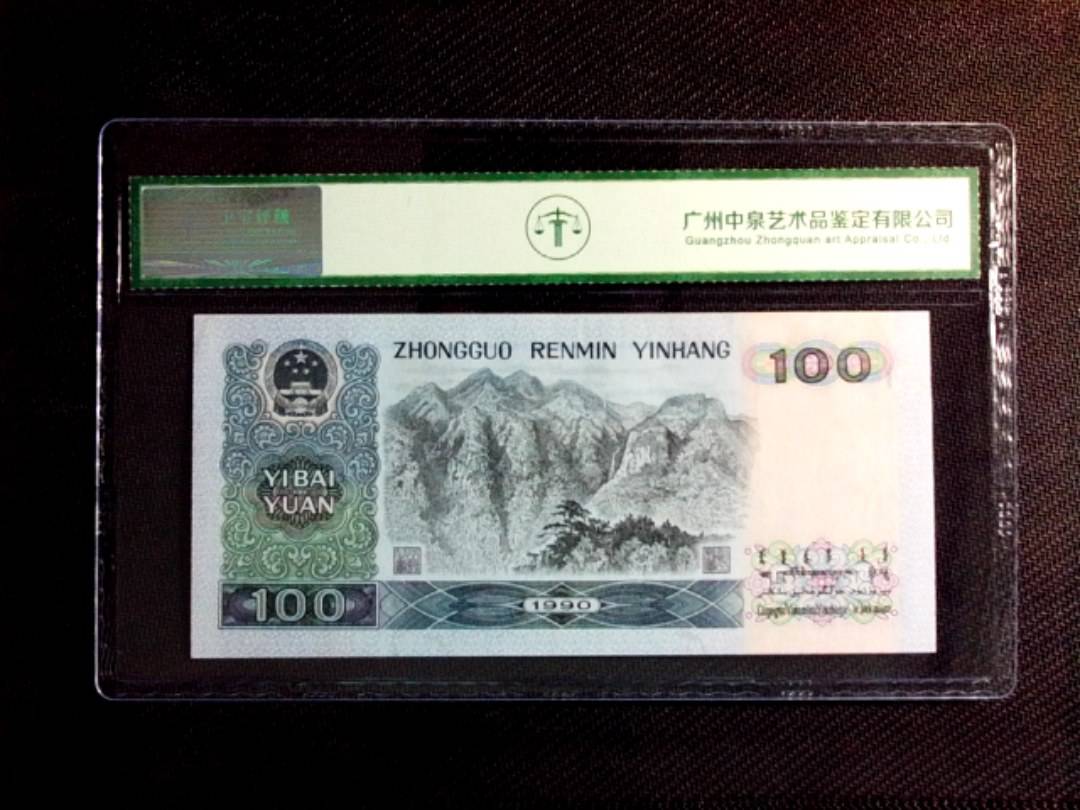 广州中泉艺术品鉴定有限公司
Guangzhou Zhongquan art Appraisal Co., Ltd.
ZHONGGUO RENMIN YINHANG
100
YI BAI
YUAN
100
1990